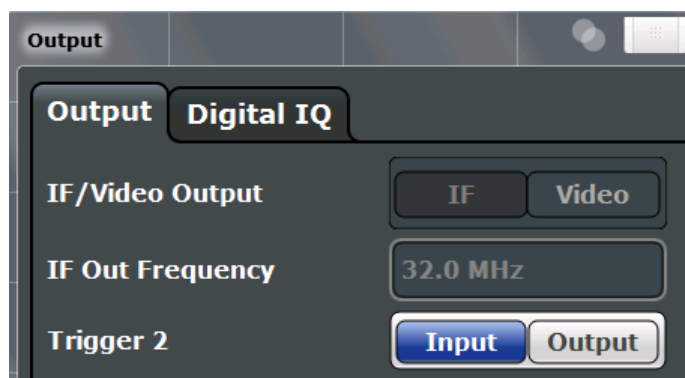 Output
Output Digital IQ
IF/Video Output IF Video
IF Out Frequency 32.0 MHz
Trigger 2 Input Output